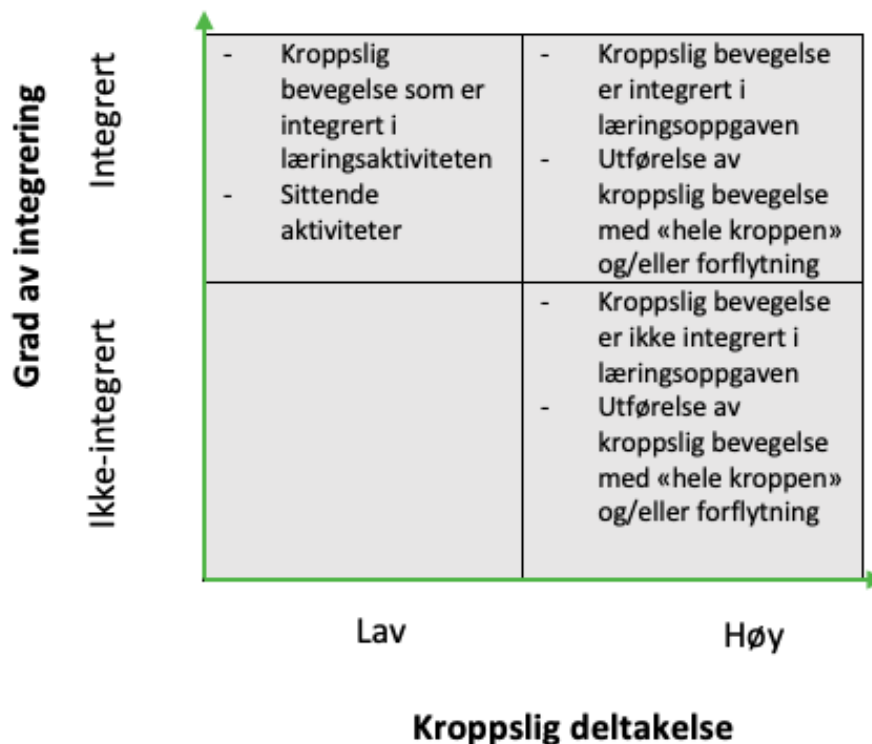 Grad av integrering
Integrert
Ikke-integrert
- Kroppslig
bevegelse som er
integrert i
læringsaktiviteten
- Sittende
aktiviteter
- Kroppslig bevegelse
er integrert i
læringsoppgaven
- Utførelse av
kroppslig bevegelse
med «hele kroppen»
og/eller forflytning
- Kroppslig bevegelse
er ikke integrert i
læringsoppgaven
- Utførelse av
kroppslig bevegelse
med «hele kroppen»
og/eller forflytning
Lav
Høy
Kroppslig deltakelse